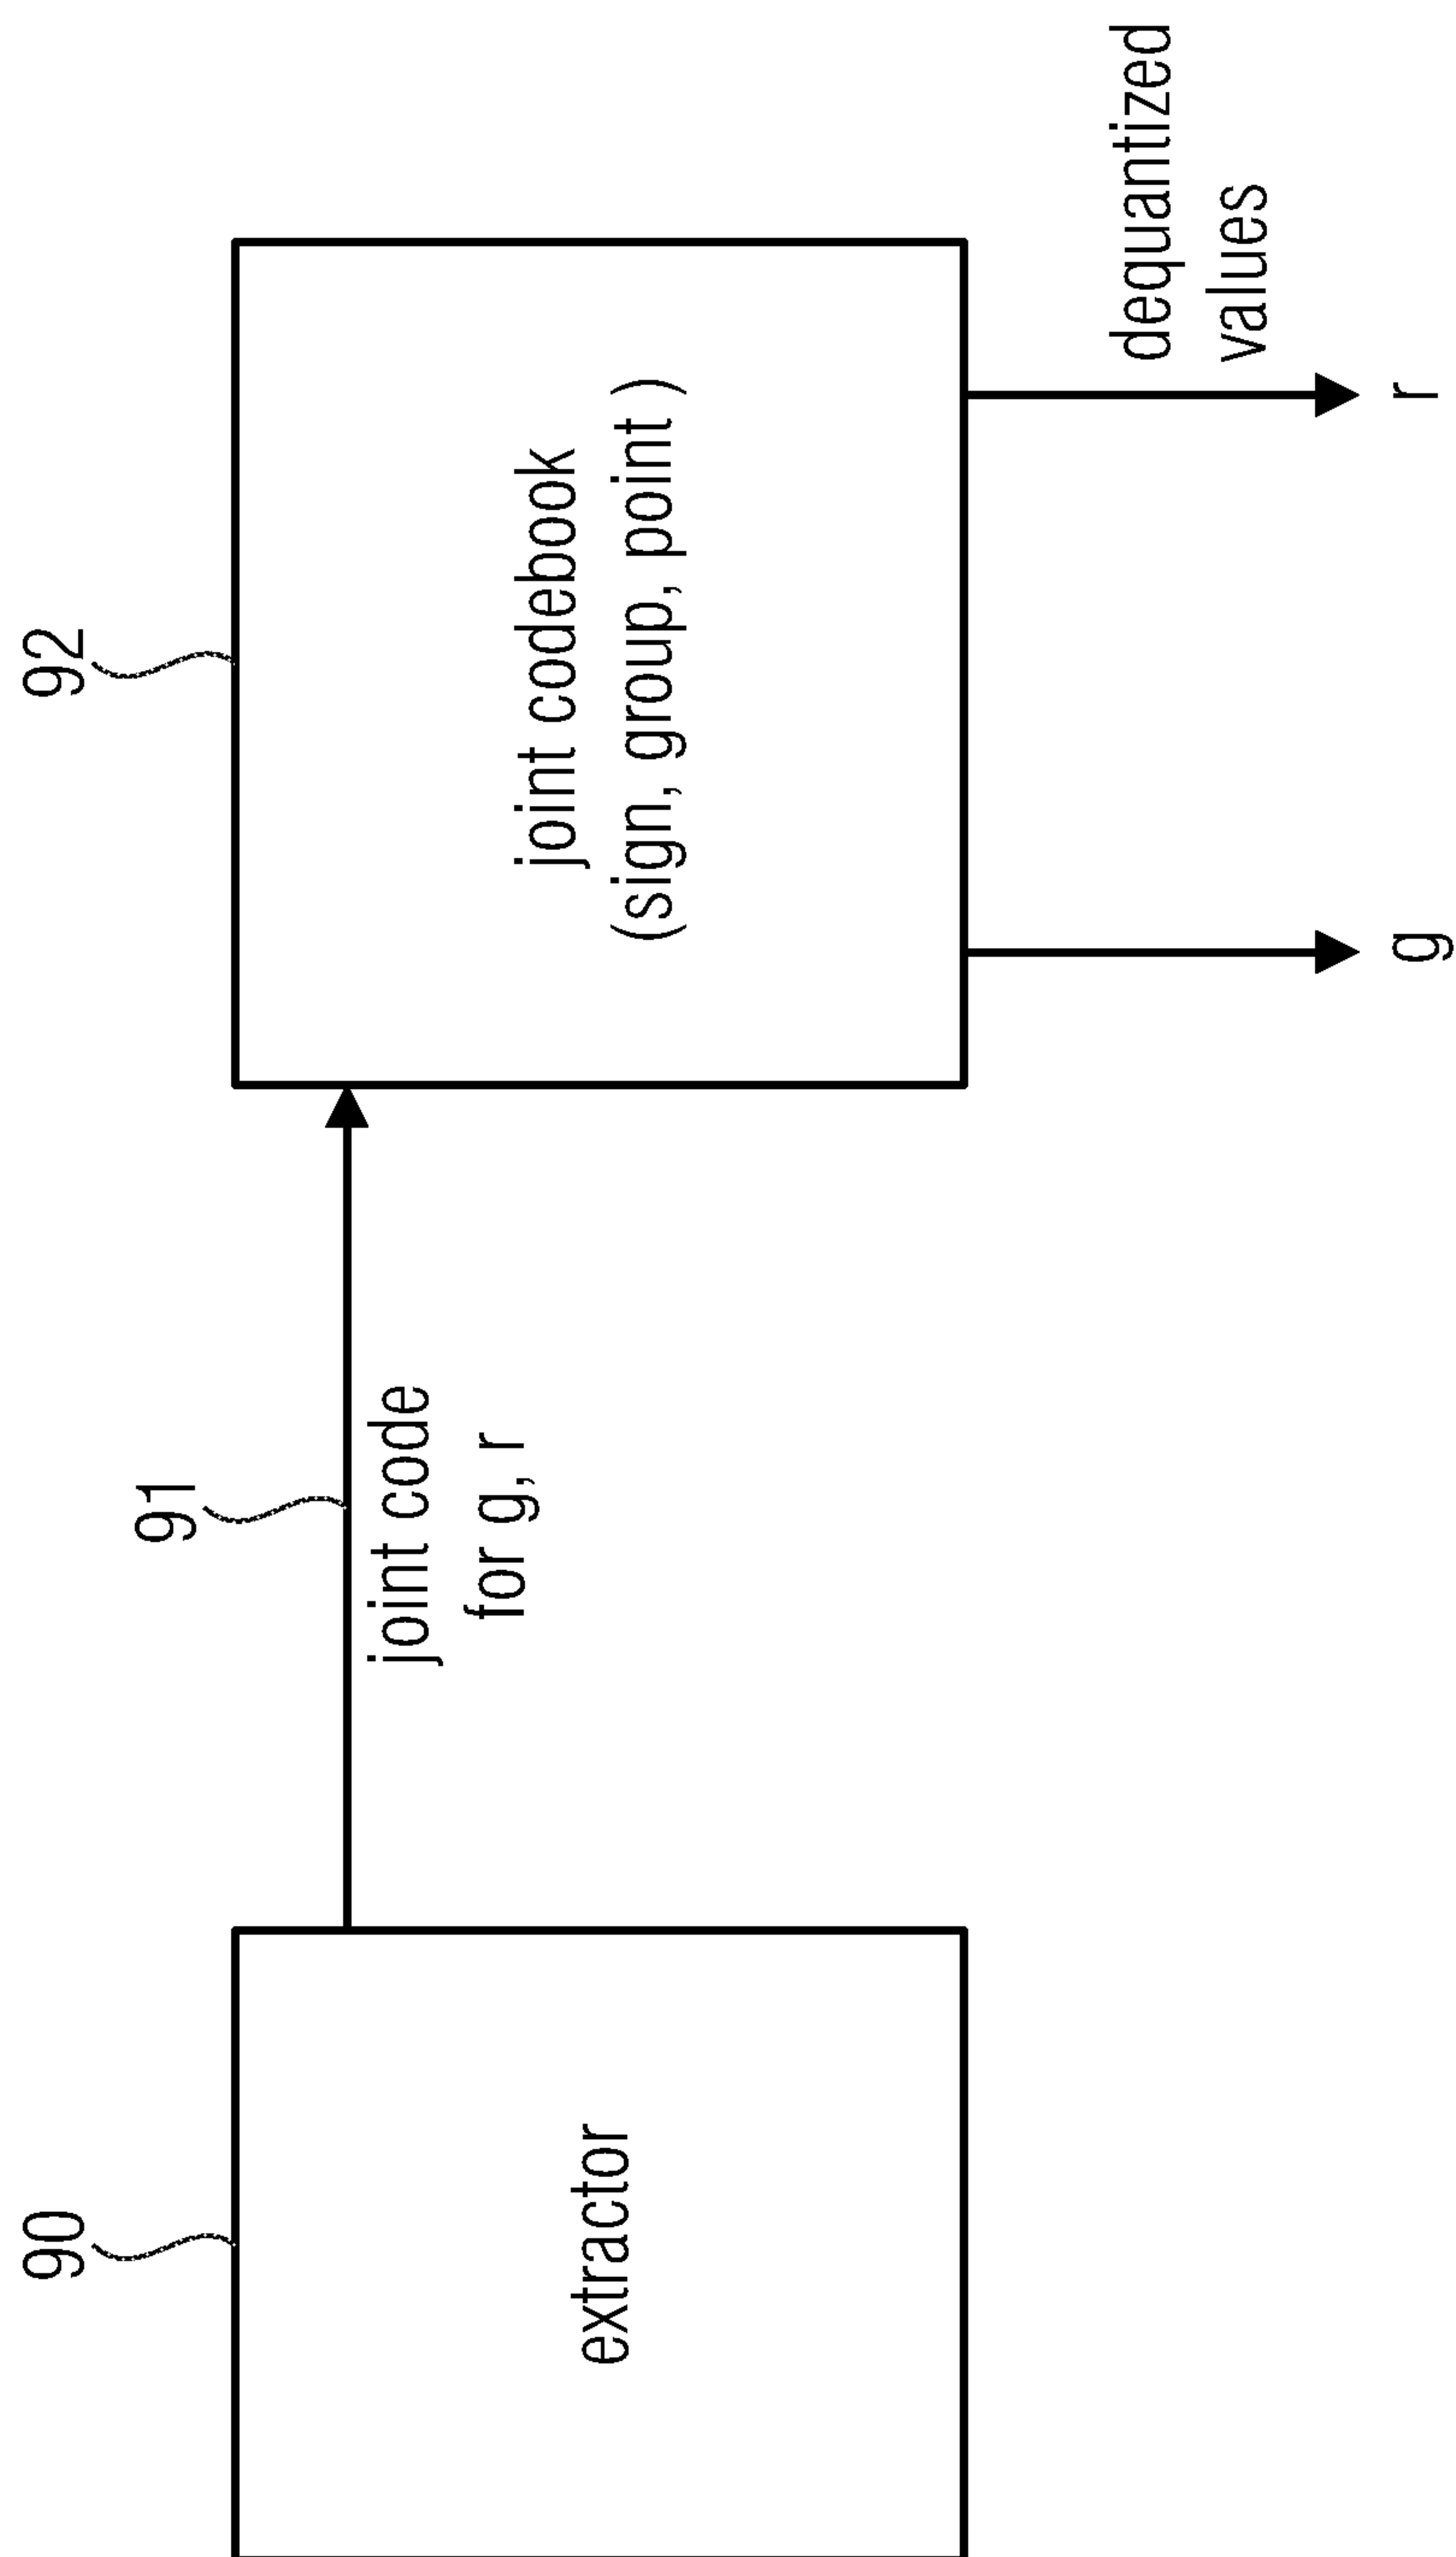 90
extractor
91
joint code
for g, r
92
joint codebook
(sign, group, point )
g
r
dequantized
values